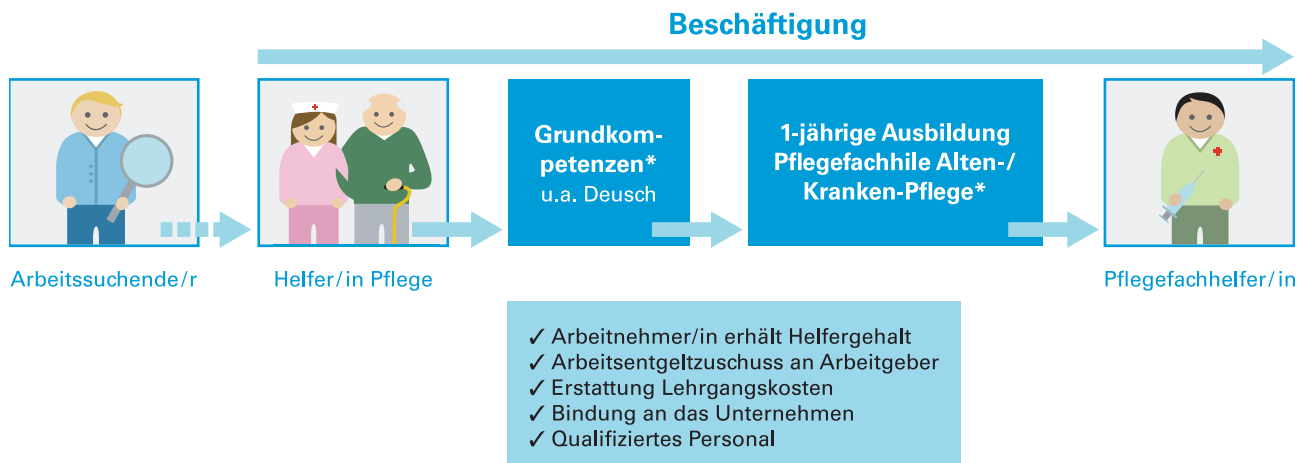 Beschäftigung
Grundkom-
petenzen*
u.a. Deusch
1-jährige Ausbildung
Pflegefachhile Alten-/
Kranken-Pflege*
Arbeitssuchende/r
Helfer/in Pflege
Pflegefachhelfer/in
✓ Arbeitnehmer/in erhält Helfergehalt
✓ Arbeitsentgeltzuschuss an Arbeitgeber
✓ Erstattung Lehrgangskosten
✓ Bindung an das Unternehmen
✓ Qualifiziertes Personal